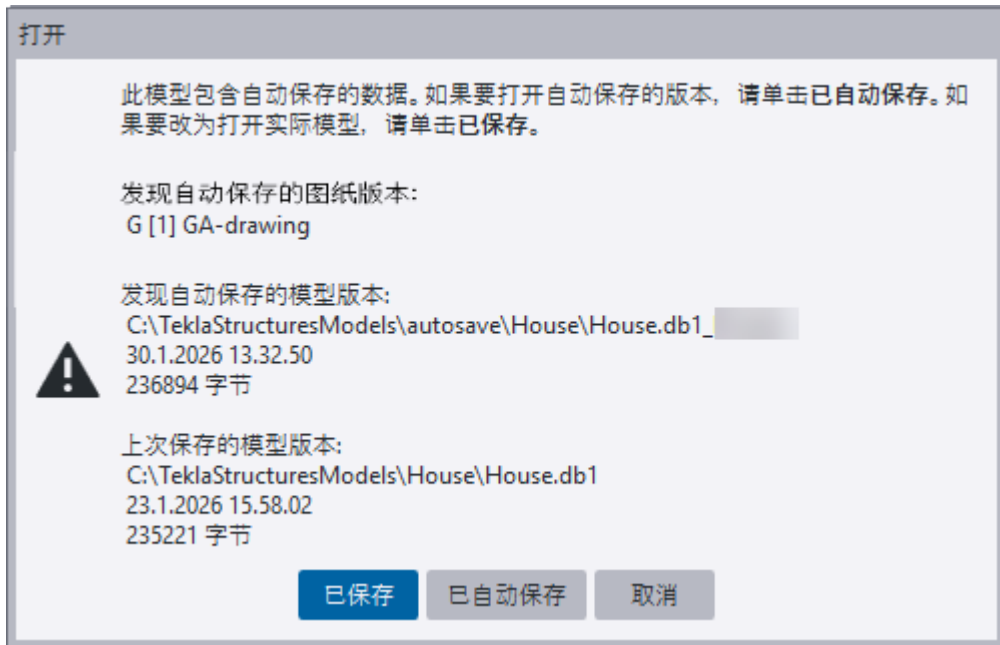 打开
此模型包含自动保存的数据。如果要打开自动保存的版本，请单击已自动保存。如
果要改为打开实际模型，请单击已保存。
发现自动保存的图纸版本:
G [1] GA-drawing
发现自动保存的模型版本:
C:\TeklaStructuresModels\autosave\House\House.db1_
30.1.2026 13.32.50
236894 字节
上次保存的模型版本:
C:\TeklaStructuresModels\House\House.db1
23.1.2026 15.58.02
235221 字节
已保存 已自动保存 取消